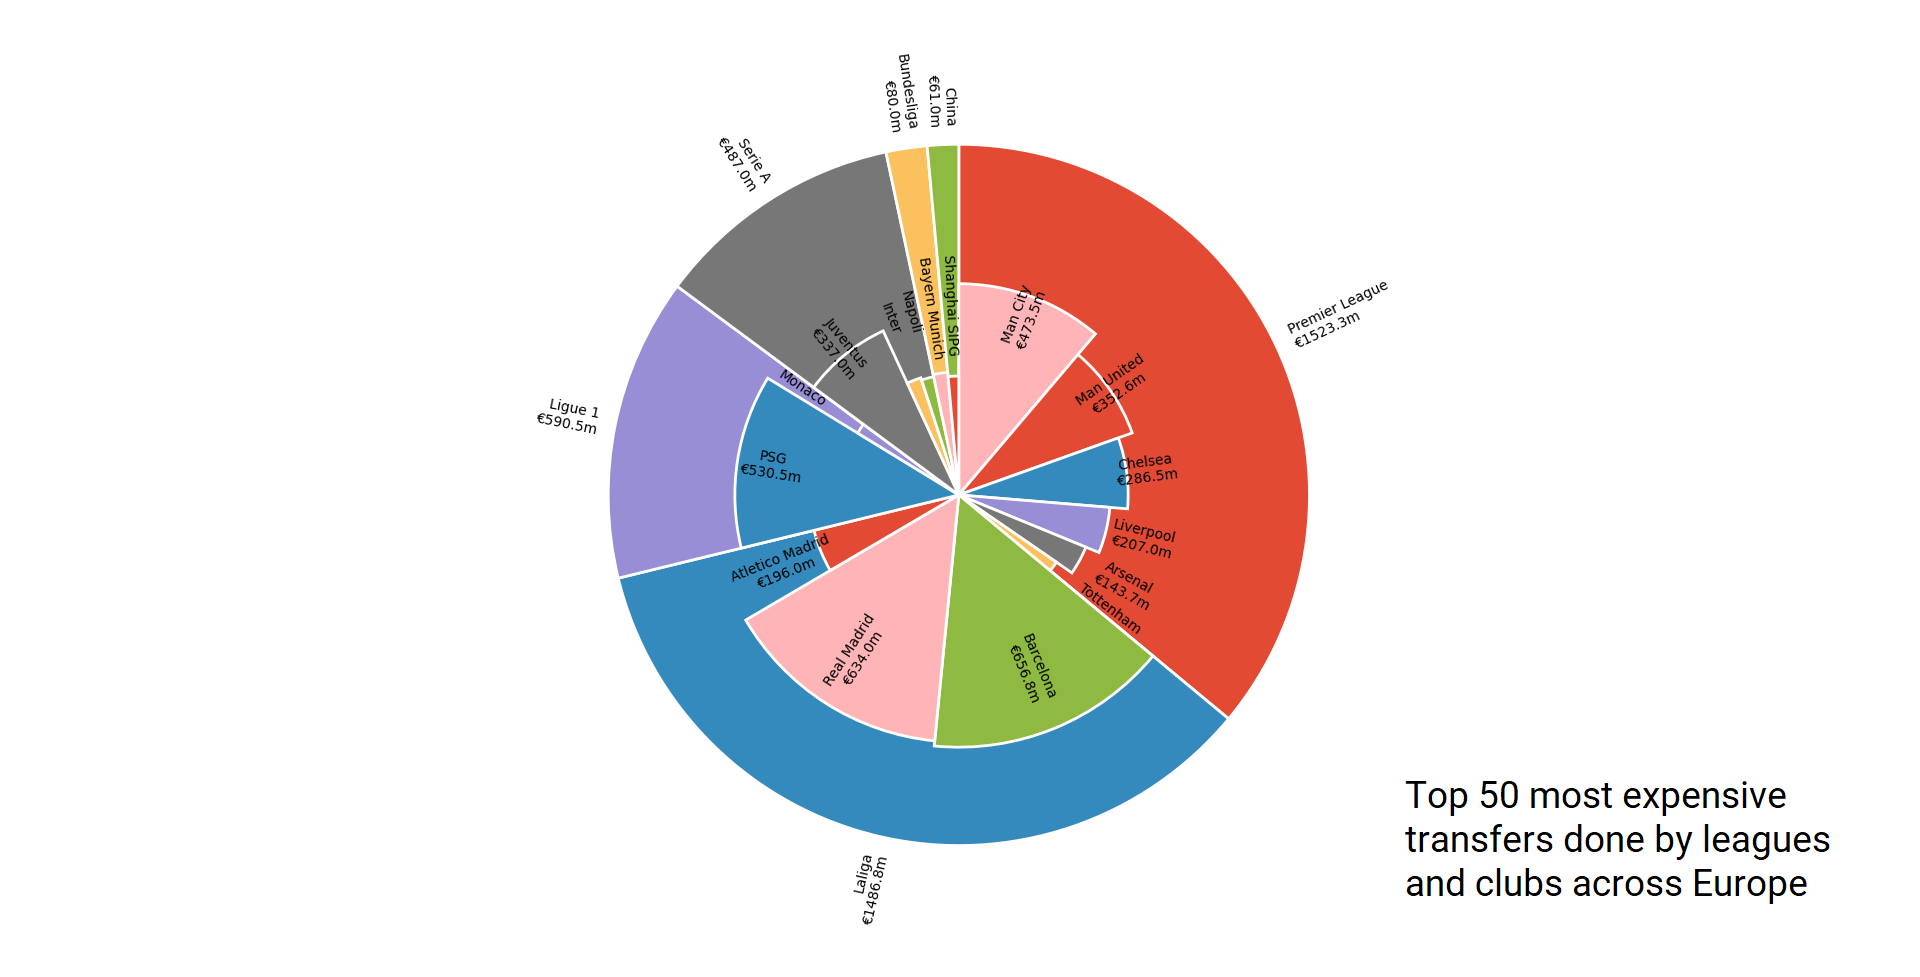 Bundesliga
€80.0m
China
€61.0m
Serie A
€487.0m
Premier League
€1523.3m
Ligue 1
€590.5m
Laliga
€1486.8m
Shanghai SIPG
Bayern Munich
Napoli
Inter
Juventus
€337.0m
Monaco
PSG
€530.5m
Atletico Madrid
€196.0m
Real Madrid
€634.0m
Barcelona
€656.8m
Man City
€473.5m
Man United
€352.6m
Chelsea
€286.5m
Liverpool
€207.0m
Arsenal
€143.7m
Tottenham
Top 50 most expensive
transfers done by leagues
and clubs across Europe